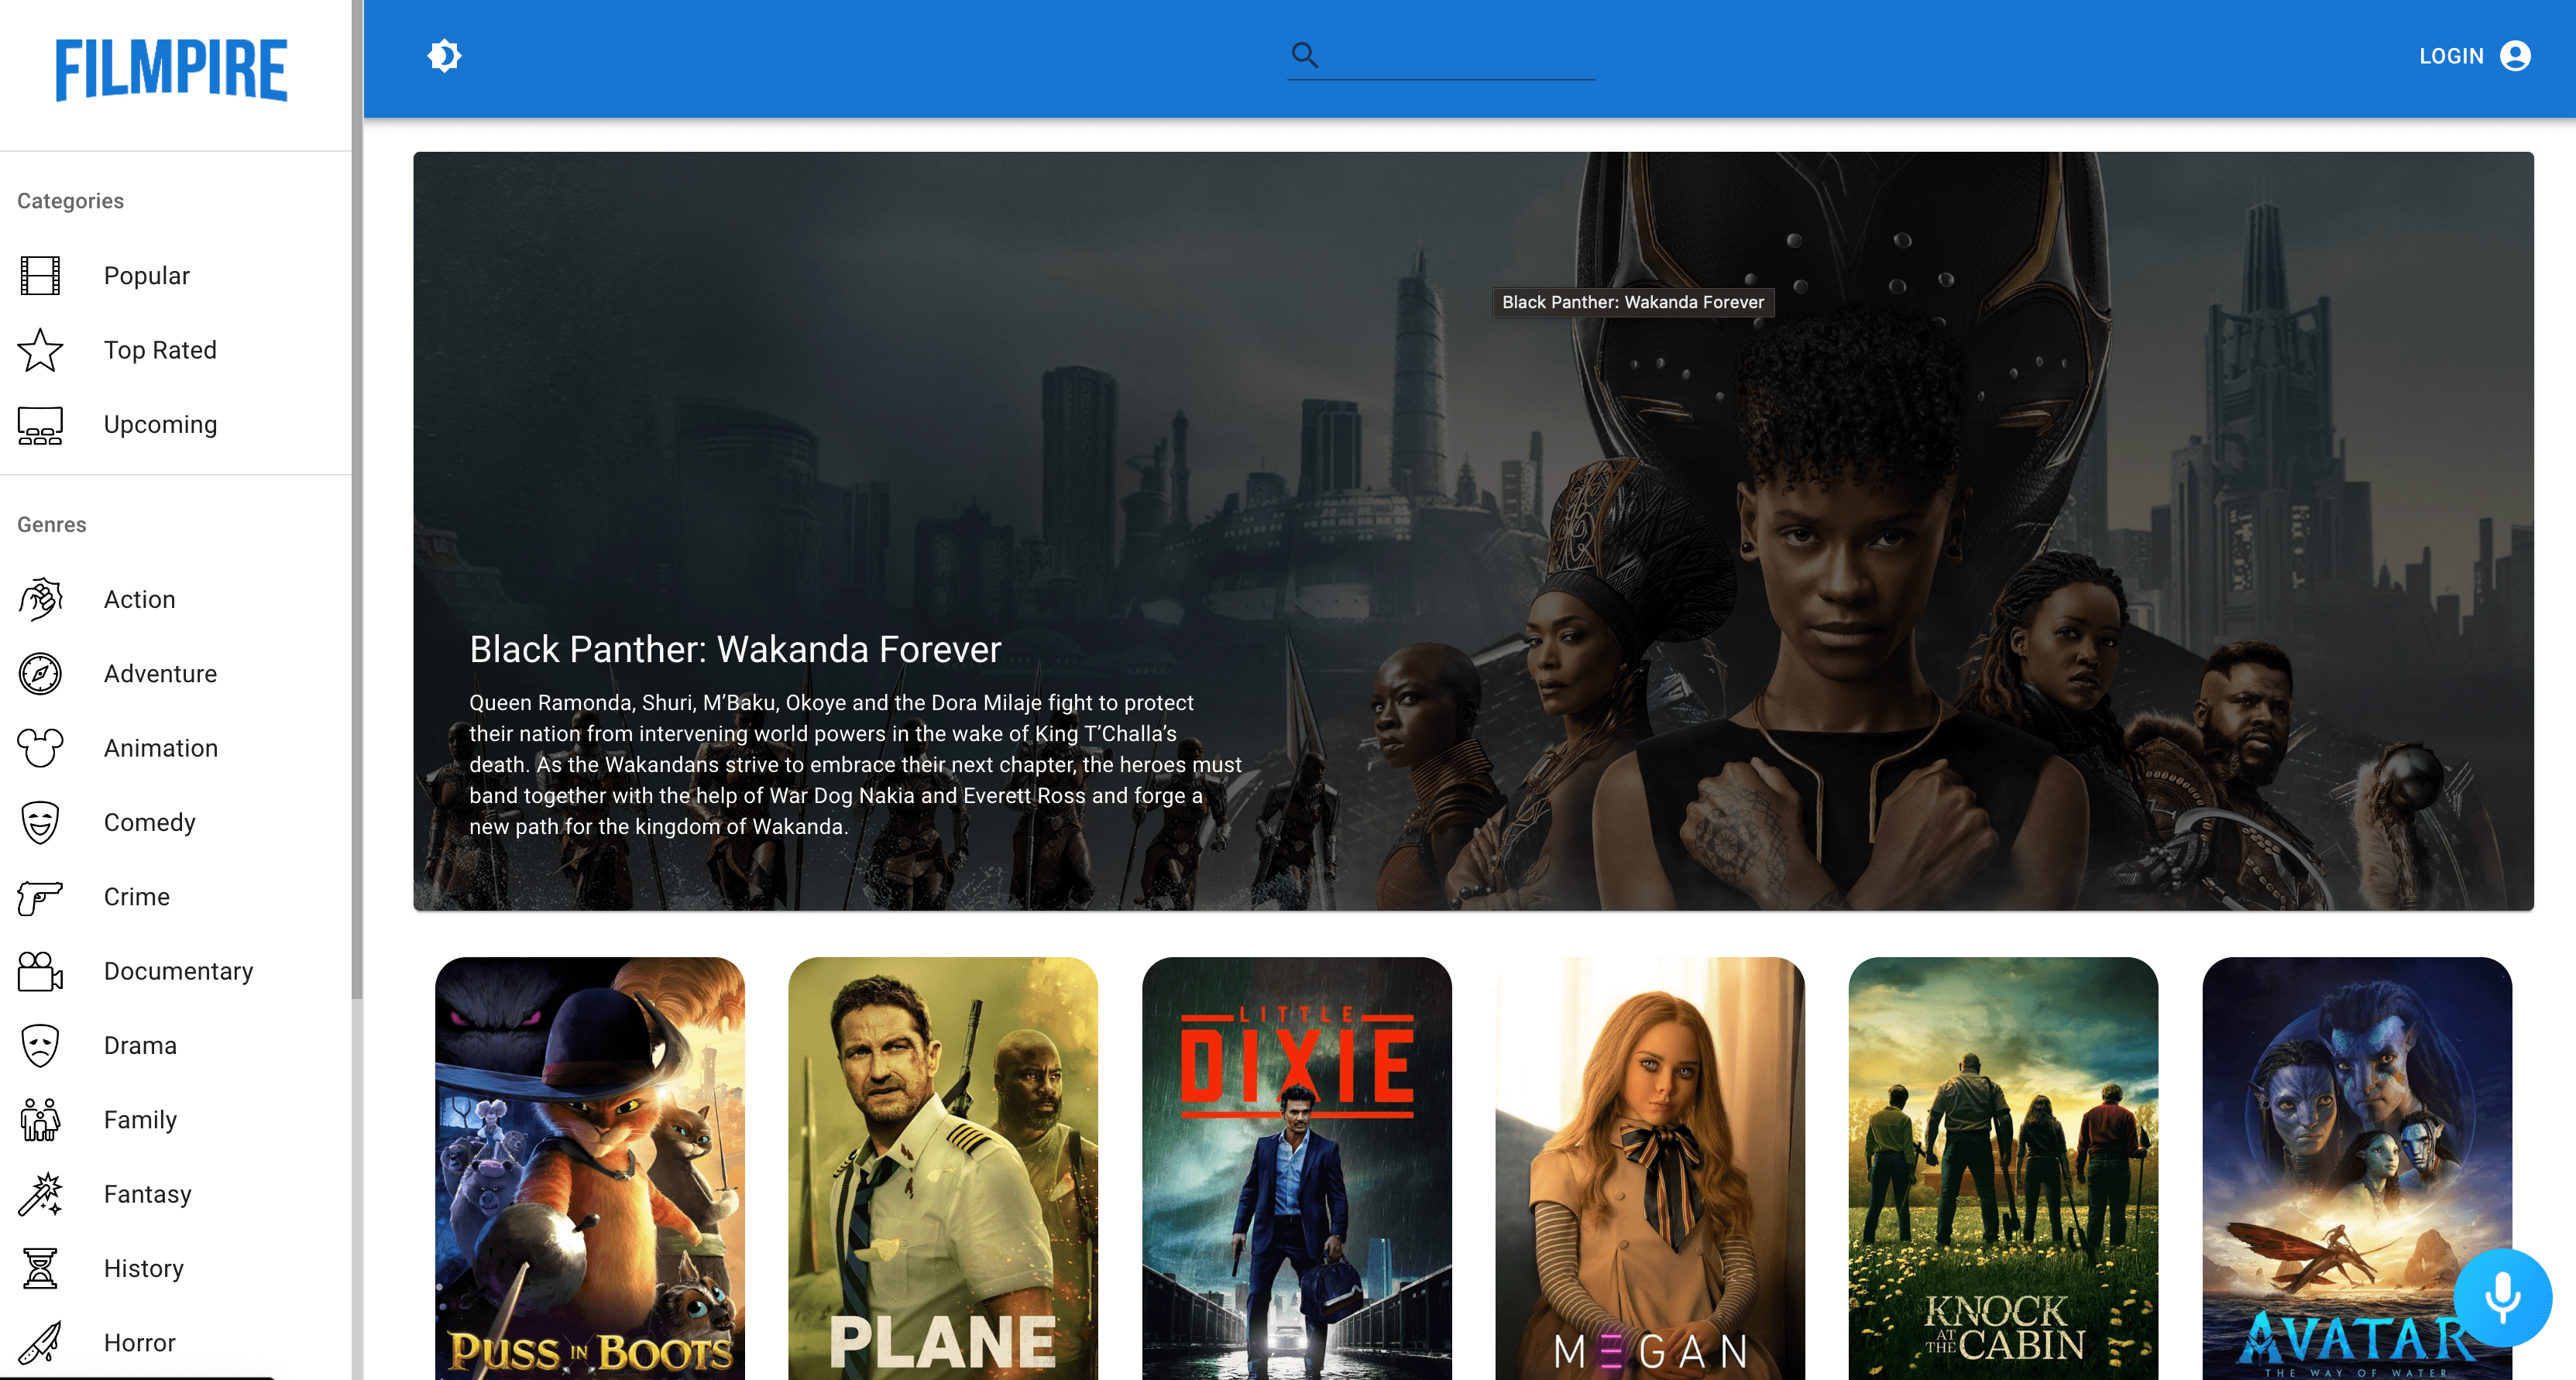 FILMPIRE
LOGIN
Categories
Popular
Top Rated
Upcoming
Genres
Action
Adventure
Animation
Comedy
Crime
Documentary
Drama
Family
Fantasy
History
Horror
Black Panther: Wakanda Forever
Black Panther: Wakanda Forever
Queen Ramonda, Shuri, M’Baku, Okoye and the Dora Milaje fight to protect
their nation from intervening world powers in the wake of King T’Challa’s
death. As the Wakandans strive to embrace their next chapter, the heroes must
band together with the help of War Dog Nakia and Everett Ross and forge a
new path for the kingdom of Wakanda.
PUSS IN BOOTS
PLANE
LITTLE
DIXIE
M3GAN
KNOCK
AT
THE CABIN
AVATAR
THE WAY OF WATER